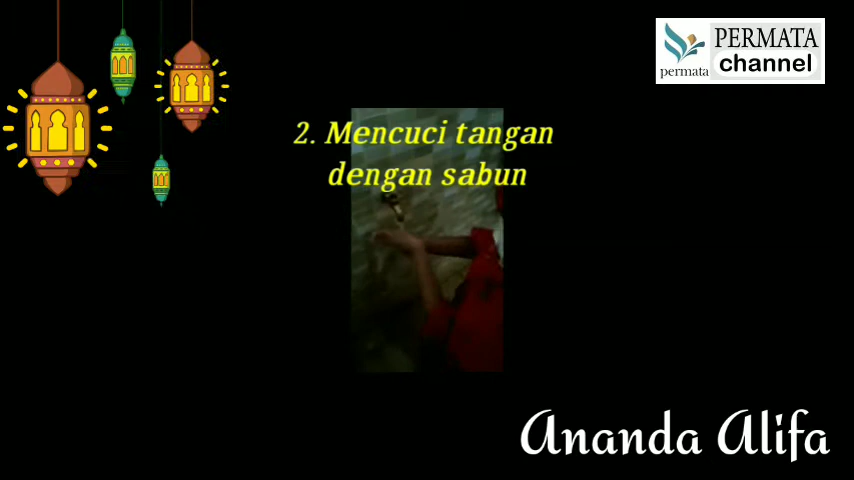 PERMATA
channel
permata
2. Mencuci tangan
dengan sabun
Ananda Alifa